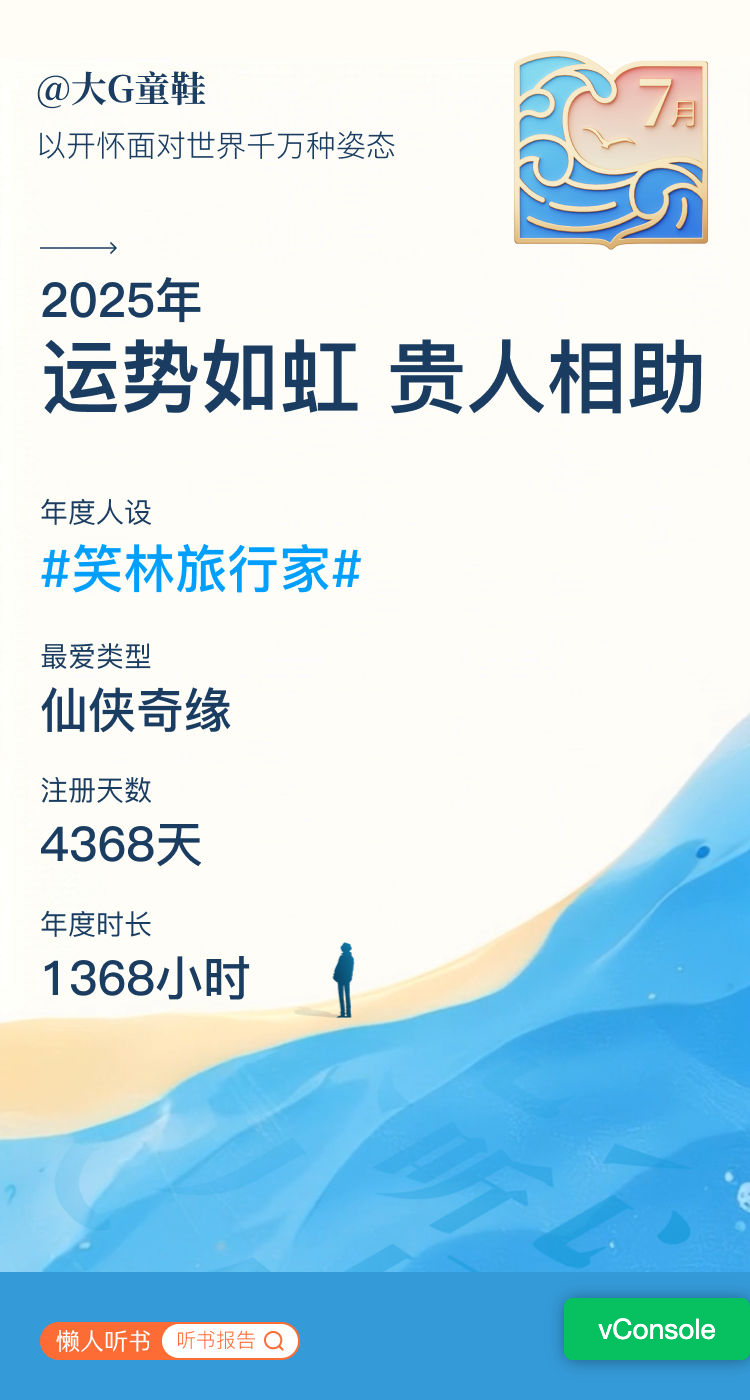 @大G童鞋
以开怀面对世界千万种姿态
7月
2025年
运势如虹 贵人相助
年度人设
#笑林旅行家#
最爱类型
仙侠奇缘
注册天数
4368天
年度时长
1368小时
听心
懒人听书 听书报告
vConsole